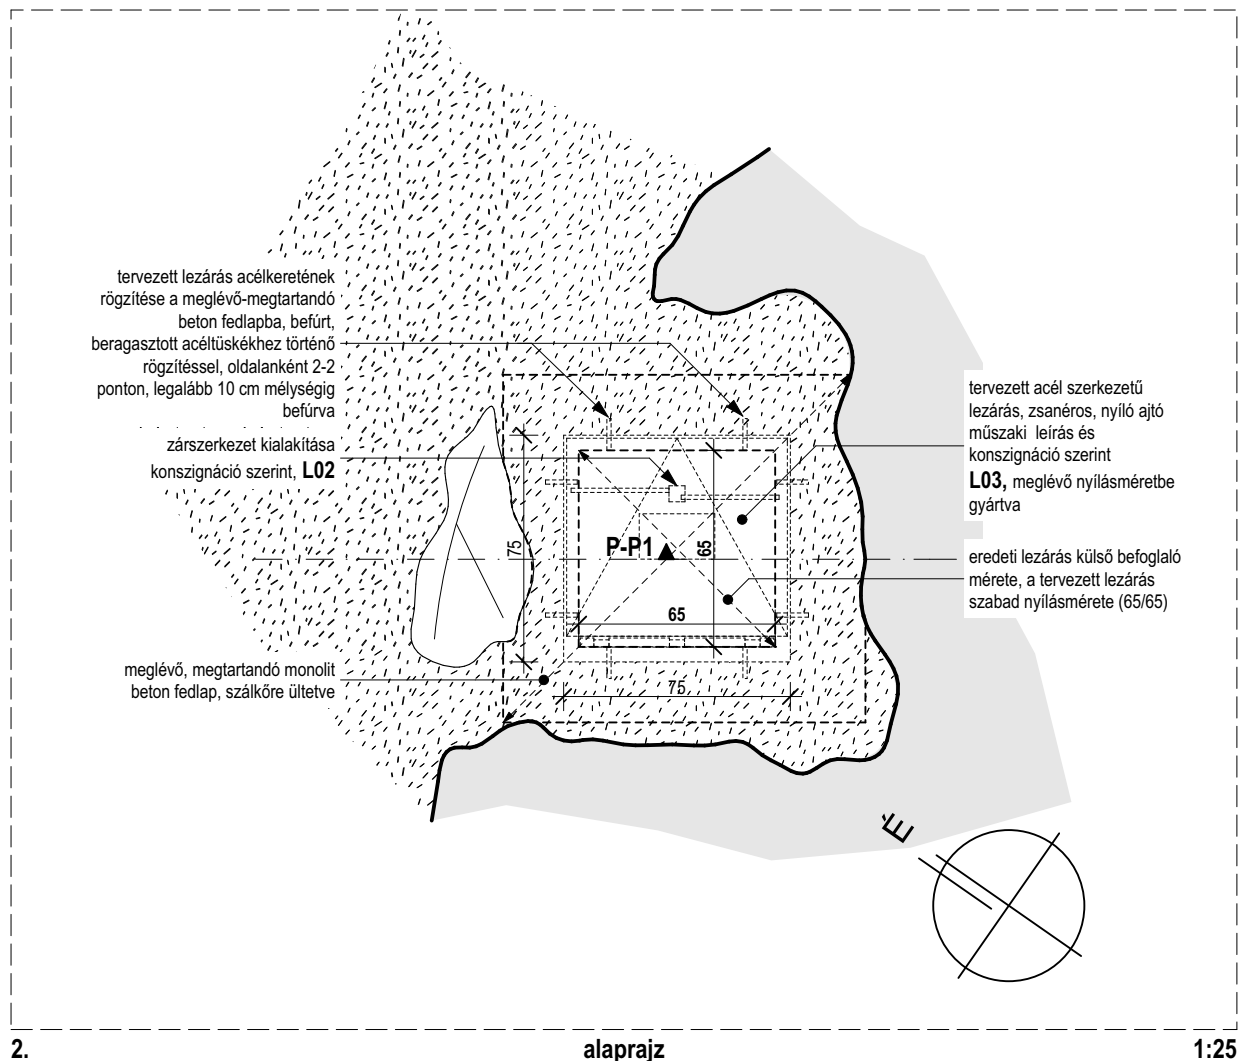 tervezett lezárás acélkeretének
rögzítése a meglévő-megtartandó
beton fedlapba, befúrt,
beragasztott acéltüskékhez történő
rögzítéssel, oldalanként 2-2
ponton, legalább 10 cm mélységig
befúrva
zárszerkezet kialakítása
konszignáció szerint, L02
meglévő, megtartandó monolit
beton fedlap, szálkőre ültetve
75
P-P1
65
65
75
tervezett acél szerkezetű
lezárás, zsanéros, nyíló ajtó
műszaki leírás és
konszignáció szerint
L03, meglévő nyílásméretbe
gyártva
eredeti lezárás külső befoglaló
mérete, a tervezett lezárás
szabad nyílásmérete (65/65)
É
2.
alaprajz
1:25